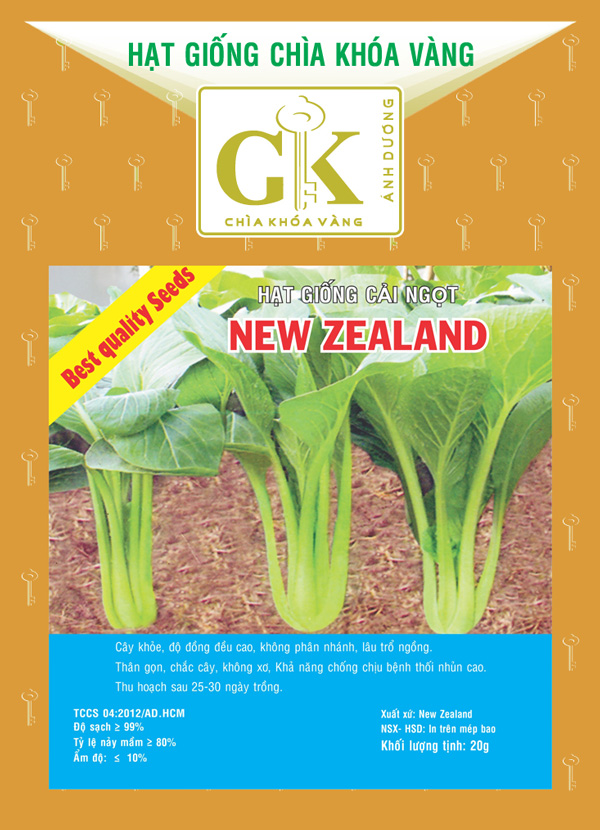 HẠT GIỐNG CHÌA KHÓA VÀNG
GK
ÁNH DƯƠNG
CHÌA KHÓA VÀNG
Best quality Seeds
HẠT GIỐNG CẢI NGỌT
NEW ZEALAND
Cây khỏe, độ đồng đều cao, không phân nhánh, lâu trổ ngồng.
Thân gọn, chắc cây, không xơ, Khả năng chống chịu bệnh thối nhũn cao.
Thu hoạch sau 25-30 ngày trồng.
TCCS 04:2012/AD.HCM
Độ sạch ≥ 99%
Tỷ lệ nảy mầm ≥ 80%
Ẩm độ: ≤ 10%
Xuất xứ: New Zealand
NSX- HSD: In trên mép bao
Khối lượng tịnh: 20g